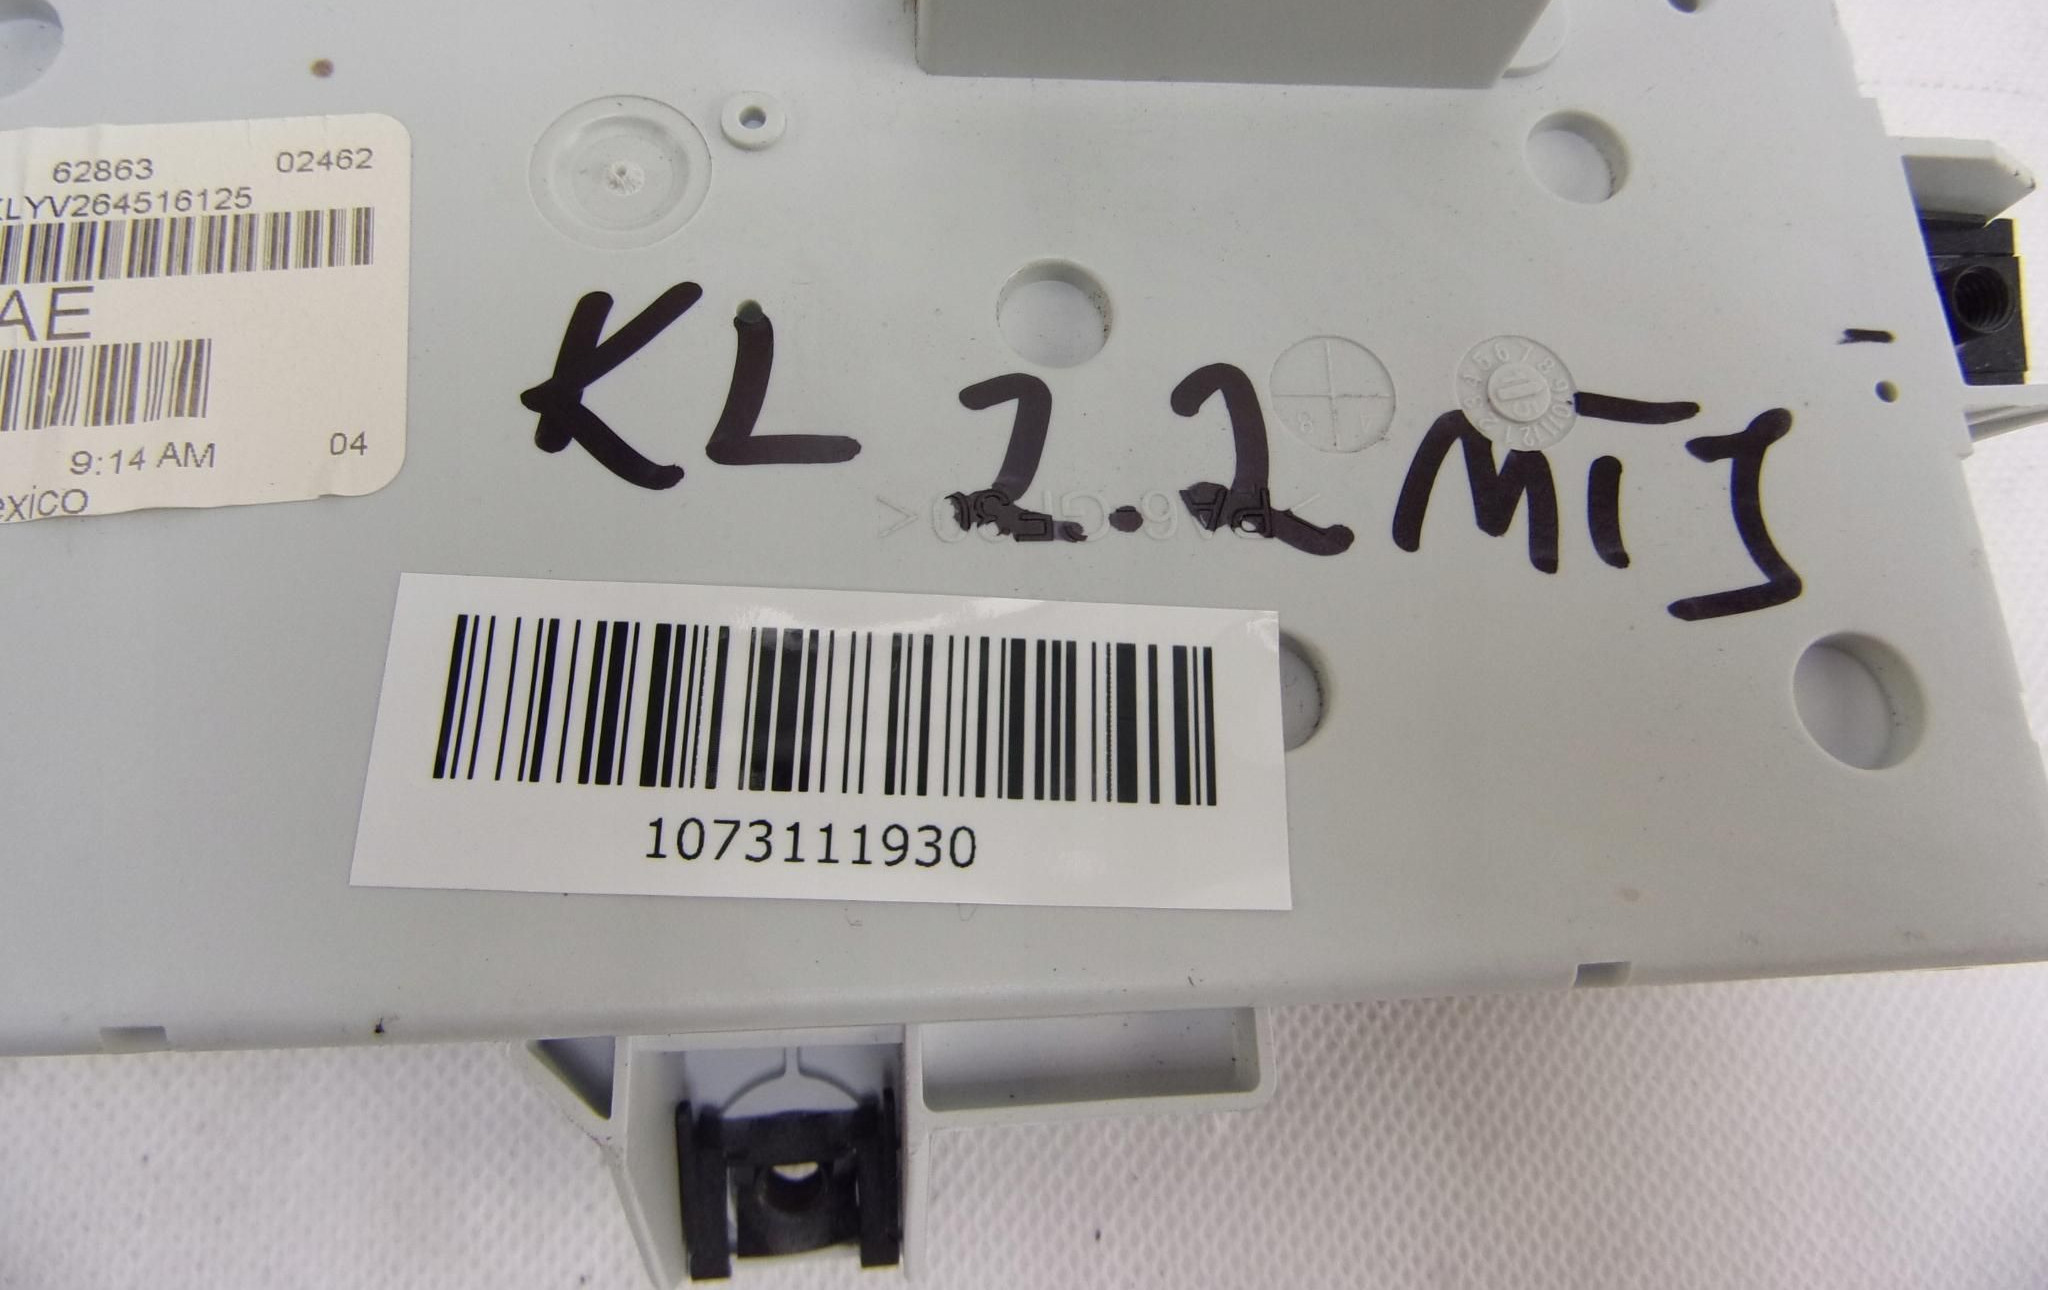 62863 02462
LYV264516125
AE
9:14 AM 04
exico
KL 2.2 MTJ
>PA6-GF30<
1073111930